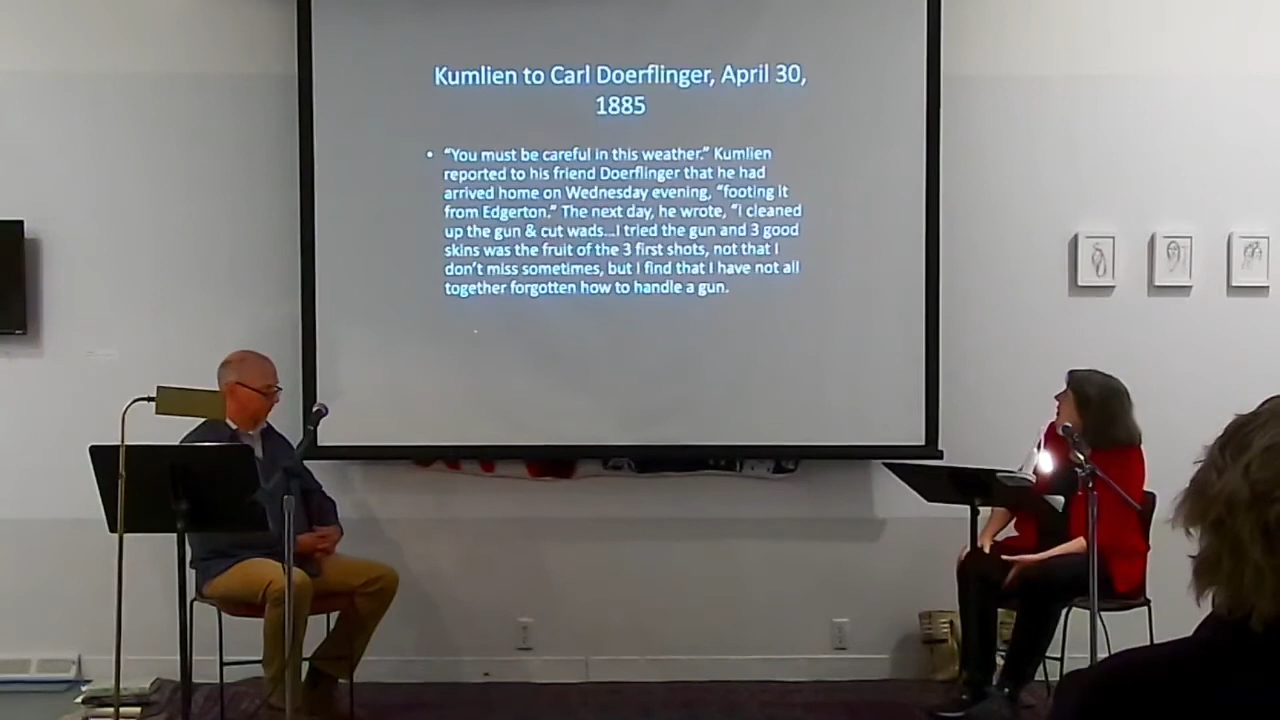 Kumlien to Carl Doerflinger, April 30,
1885
• “You must be careful in this weather.” Kumlien
reported to his friend Doerflinger that he had
arrived home on Wednesday evening, “footing it
from Edgerton.” The next day, he wrote, “I cleaned
up the gun & cut wads…I tried the gun and 3 good
skins was the fruit of the 3 first shots, not that I
don’t miss sometimes, but I find that I have not all
together forgotten how to handle a gun.